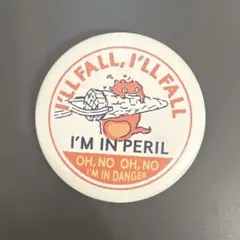 I'LL FALL, I'LL FALL
I'M IN PERIL
OH, NO OH, NO
I'M IN DANGER